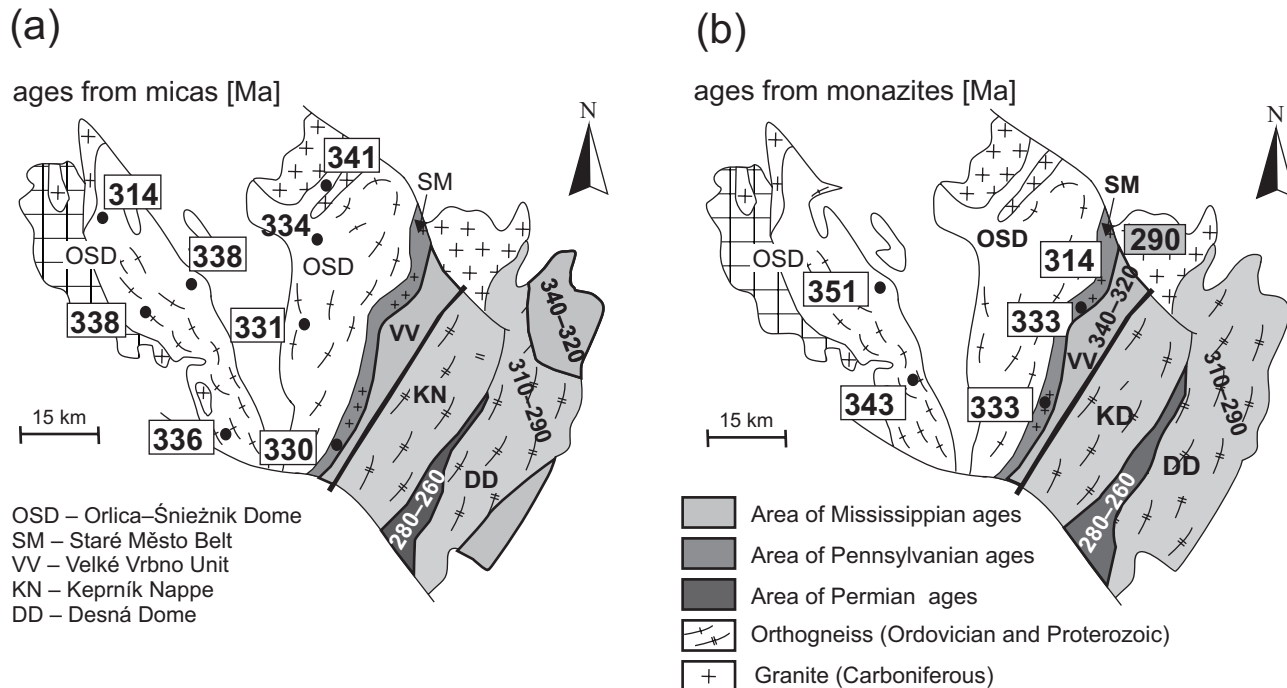 (a)
ages from micas [Ma]
N
341
SM
314
334
338
OSD
OSD
338
331
VV
340–320
KN
310–290
15 km
336
330
DD
280–260
OSD – Orlica–Śnieżnik Dome
SM – Staré Město Belt
VV – Velké Vrbno Unit
KN – Keprník Nappe
DD – Desná Dome
(b)
ages from monazites [Ma]
N
SM
OSD
290
OSD
314
351
333
340–320
VV
310–290
343
333
KD
15 km
DD
280–260
Area of Mississippian ages
Area of Pennsylvanian ages
Area of Permian ages
Orthogneiss (Ordovician and Proterozoic)
Granite (Carboniferous)